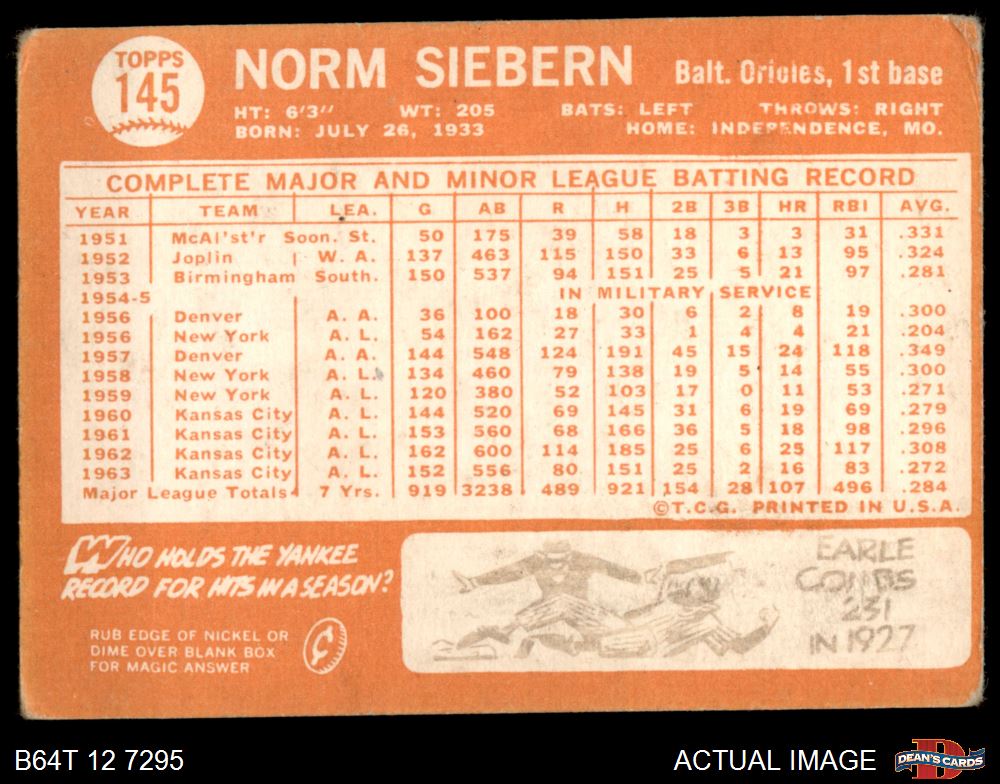 TOPPS
145
NORM SIEBERN Balt. Orioles, 1st base
HT: 6'3" WT: 205 BATS: LEFT THROWS: RIGHT
BORN: JULY 26, 1933 HOME: INDEPENDENCE, MO.
COMPLETE MAJOR AND MINOR LEAGUE BATTING RECORD
YEAR TEAM LEA. G AB R H 2B 3B HR RBI AVG.
1951 McAl'st'r Soon. St. 50 175 39 58 18 3 3 31 .331
1952 Joplin W. A. 137 463 115 150 33 6 13 95 .324
1953 Birmingham South. 150 537 94 151 25 5 21 97 .281
1954-5 IN MILITARY SERVICE
1956 Denver A. A. 36 100 18 30 6 2 8 19 .300
1956 New York A. L. 54 162 27 33 1 4 4 21 .204
1957 Denver A. A. 144 548 124 191 45 15 24 118 .349
1958 New York A. L. 134 460 79 138 19 5 14 55 .300
1959 New York A. L. 120 380 52 103 17 0 11 53 .271
1960 Kansas City A. L. 144 520 69 145 31 6 19 69 .279
1961 Kansas City A. L. 153 560 68 166 36 5 18 98 .296
1962 Kansas City A. L. 162 600 114 185 25 6 25 117 .308
1963 Kansas City A. L. 152 556 80 151 25 2 16 83 .272
Major League Totals 7 Yrs. 919 3238 489 921 154 28 107 496 .284
©T.C.G. PRINTED IN U.S.A.
WHO HOLDS THE YANKEE
RECORD FOR HITS IN A SEASON?
RUB EDGE OF NICKEL OR
DIME OVER BLANK BOX
FOR MAGIC ANSWER
EARLE
COMBS
231
IN 1927
B64T 12 7295 ACTUAL IMAGE
DEAN'S CARDS